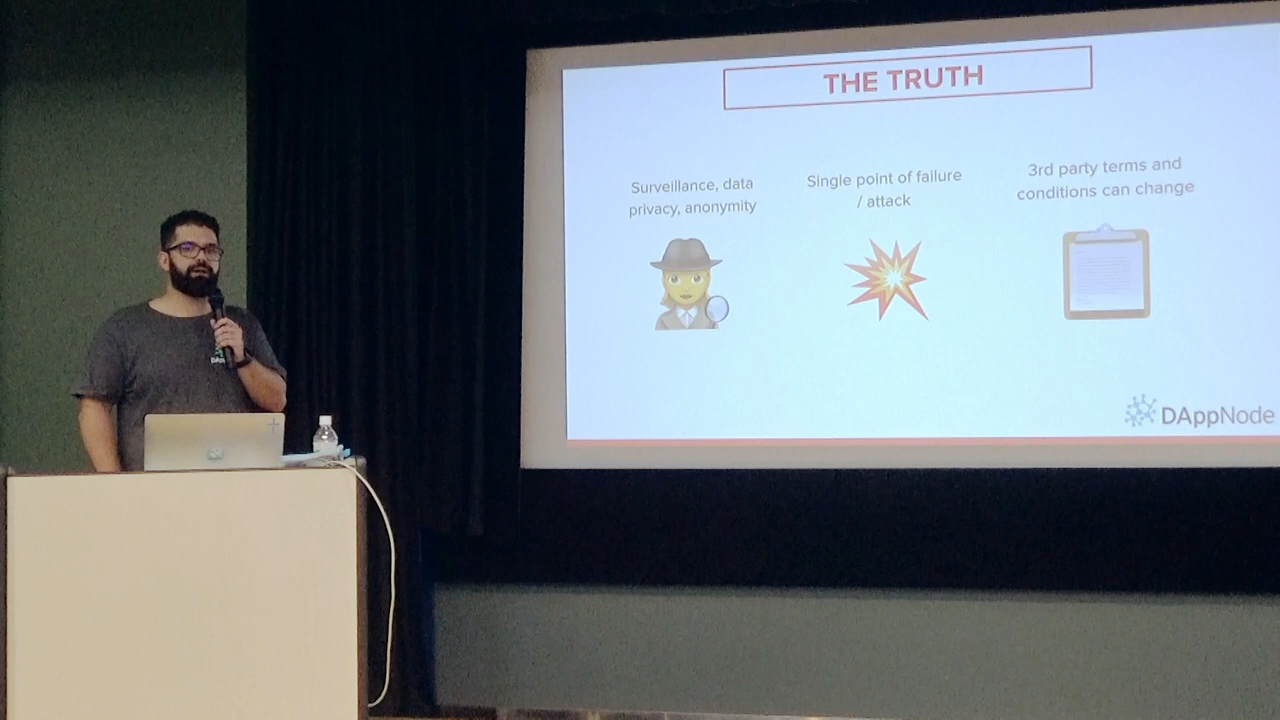 THE TRUTH
Surveillance, data
privacy, anonymity
Single point of failure
/ attack
3rd party terms and
conditions can change
DAppNode